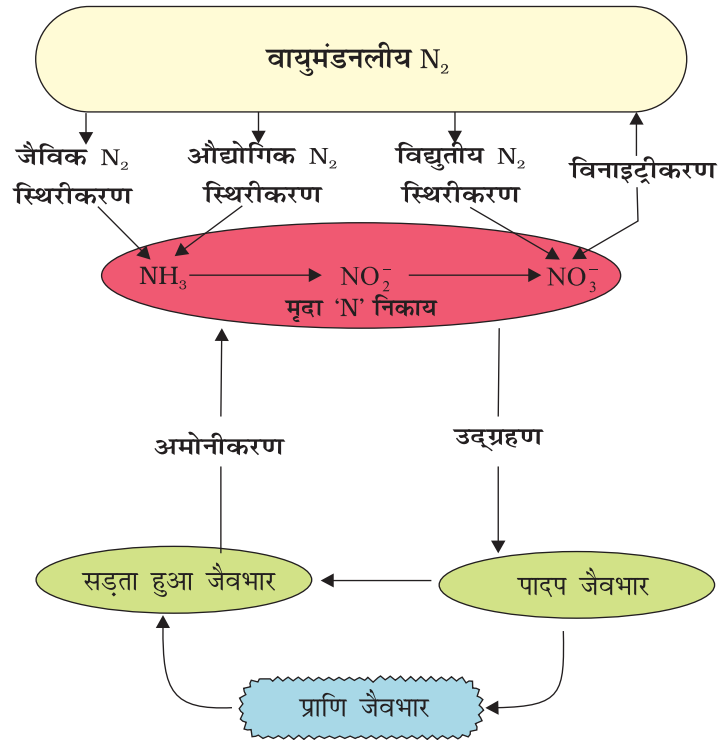 वायुमंडनलीय N₂
जैविक N₂
स्थिरीकरण
औद्योगिक N₂
स्थिरीकरण
विद्युतीय N₂
स्थिरीकरण
विनाइट्रीकरण
NH₃ NO₂⁻ NO₃⁻
मृदा ‘N’ निकाय
अमोनीकरण
उद्ग्रहण
सड़ता हुआ जैवभार
पादप जैवभार
प्राणि जैवभार